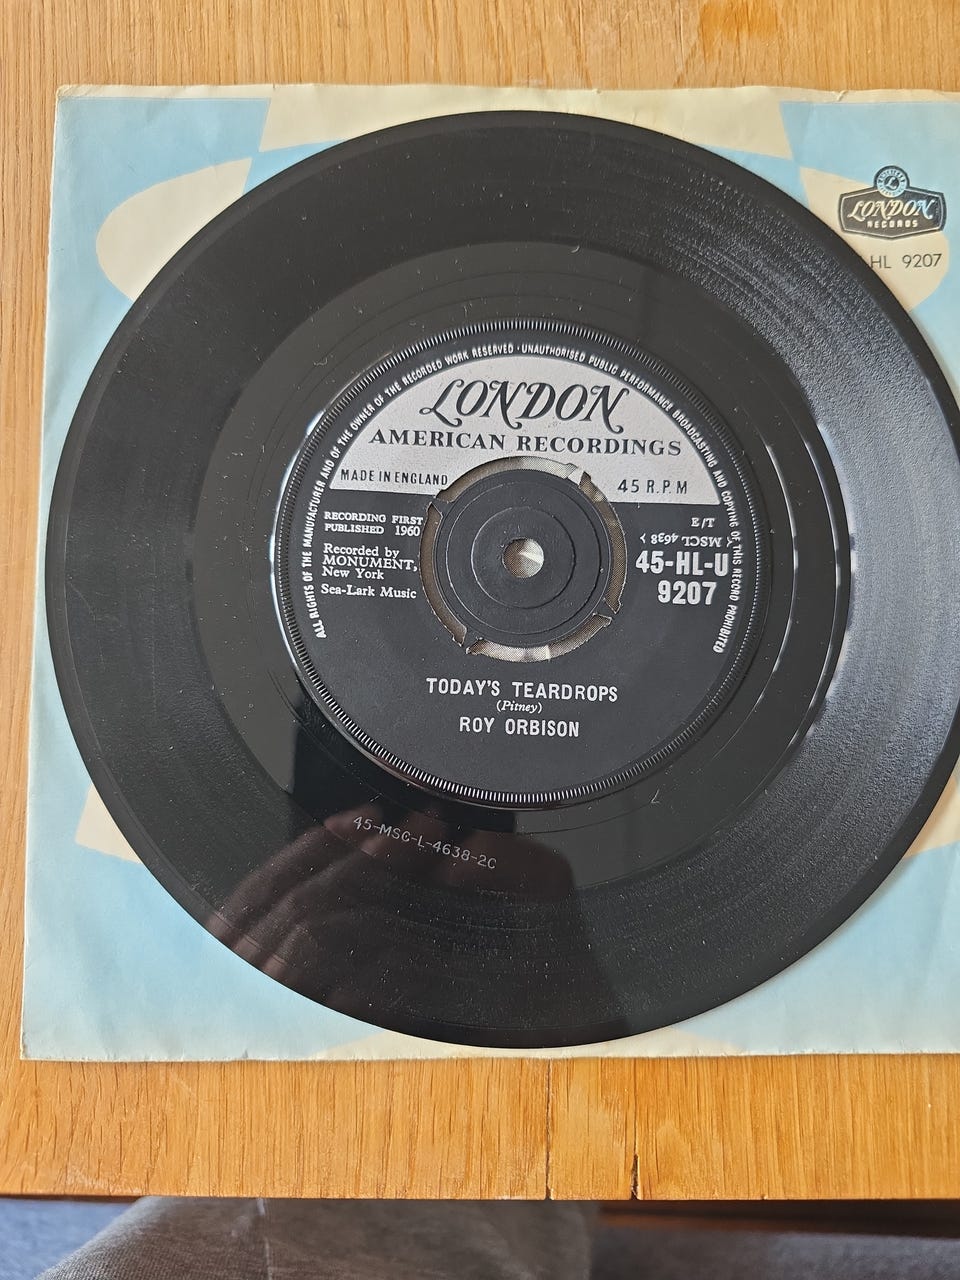 LONDON
RECORDS
HL 9207
ALL RIGHTS OF THE MANUFACTURER AND OF THE OWNER OF THE RECORDED WORK RESERVED · UNAUTHORISED PUBLIC PERFORMANCE BROADCASTING AND COPYING OF THIS RECORD PROHIBITED
LONDON
AMERICAN RECORDINGS
MADE IN ENGLAND
45 R.P.M
RECORDING FIRST
PUBLISHED 1960
Recorded by
MONUMENT,
New York
Sea-Lark Music
MSCL 4638
45-HL-U
9207
TODAY'S TEARDROPS
(Pitney)
ROY ORBISON
45-MSC-L-4638-2C